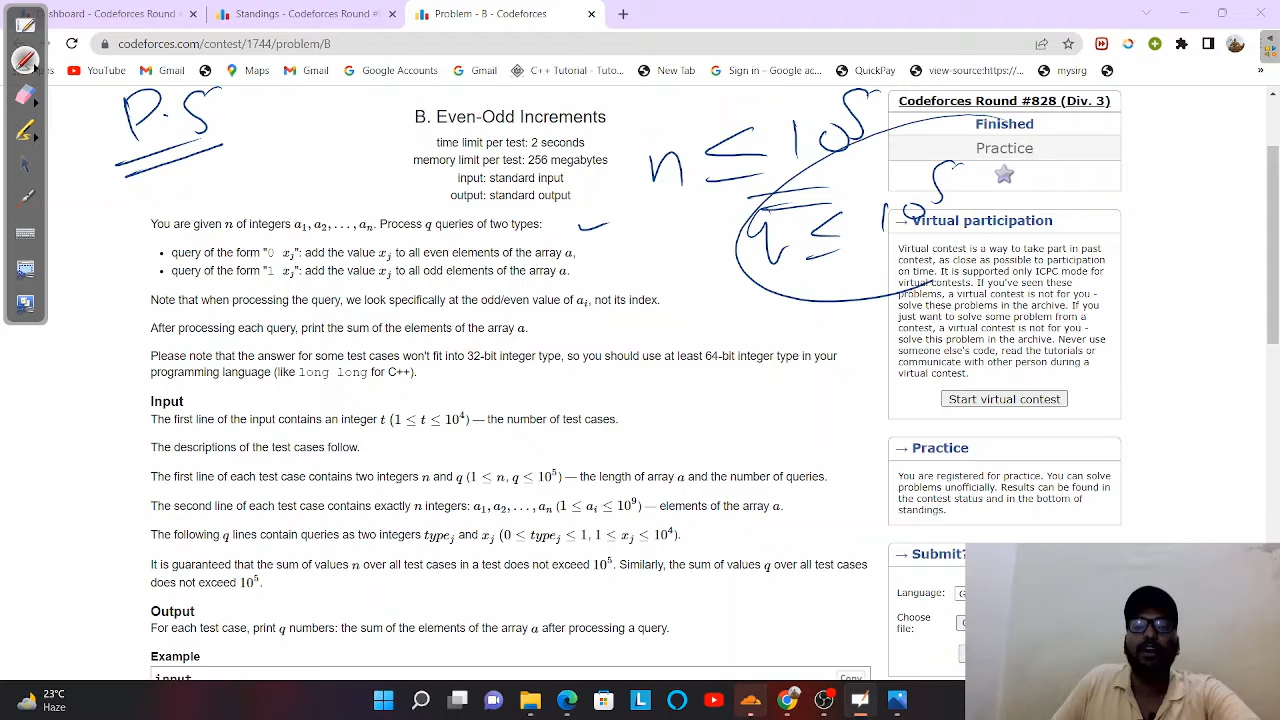 Dashboard - Codeforces Round
Standing - Codeforces Round
Codeforces
codeforces.com/contest/1744/problem/B
YouTube
Gmail
Maps
Gmail
Google Accounts
C++ Tutorial - Tuto...
New Tab
Sign in – Google ac...
QuickPay
view-source:https:/...
mysirg
P.S
n ≤ 10^5
q ≤ 10^5
B. Even-Odd Increments
time limit per test: 2 seconds
memory limit per test: 256 megabytes
input: standard input
output: standard output
You are given n of integers a1, a2, ..., an. Process q queries of two types:
query of the form "0 xj": add the value xj to all even elements of the array a,
query of the form "1 xj": add the value xj to all odd elements of the array a.
Note that when processing the query, we look specifically at the odd/even value of ai, not its index.
After processing each query, print the sum of the elements of the array a.
Please note that the answer for some test cases won't fit into 32-bit integer type, so you should use at least 64-bit integer type in your
programming language (like long long for C++).
Input
The first line of the input contains an integer t (1 ≤ t ≤ 10^4) — the number of test cases.
The descriptions of the test cases follow.
The first line of each test case contains two integers n and q (1 ≤ n, q ≤ 10^5) — the length of array a and the number of queries.
The second line of each test case contains exactly n integers: a1, a2, ..., an (1 ≤ ai ≤ 10^9) — elements of the array a.
The following q lines contain queries as two integers typej and xj (0 ≤ typej ≤ 1, 1 ≤ xj ≤ 10^4).
It is guaranteed that the sum of values n over all test cases in a test does not exceed 10^5. Similarly, the sum of values q over all test cases
does not exceed 10^5.
Output
For each test case, print q numbers: the sum of the elements of the array a after processing a query.
Example
input
Copy
Codeforces Round #828 (Div. 3)
Finished
Practice
→ Virtual participation
Virtual contest is a way to take part in past
contest, as close as possible to participation
on time. It is supported only ICPC mode for
virtual contests. If you've seen these
problems, a virtual contest is not for you -
solve these problems in the archive. If you
just want to solve some problem from a
contest, a virtual contest is not for you -
solve this problem in the archive. Never use
someone else's code, read the tutorials or
communicate with other person during a
virtual contest.
Start virtual contest
→ Practice
You are registered for practice. You can solve
problems unofficially. Results can be found
in the contest status and in the bottom of
standings.
→ Submit?
Language:
Choose
file:
23°C
Haze